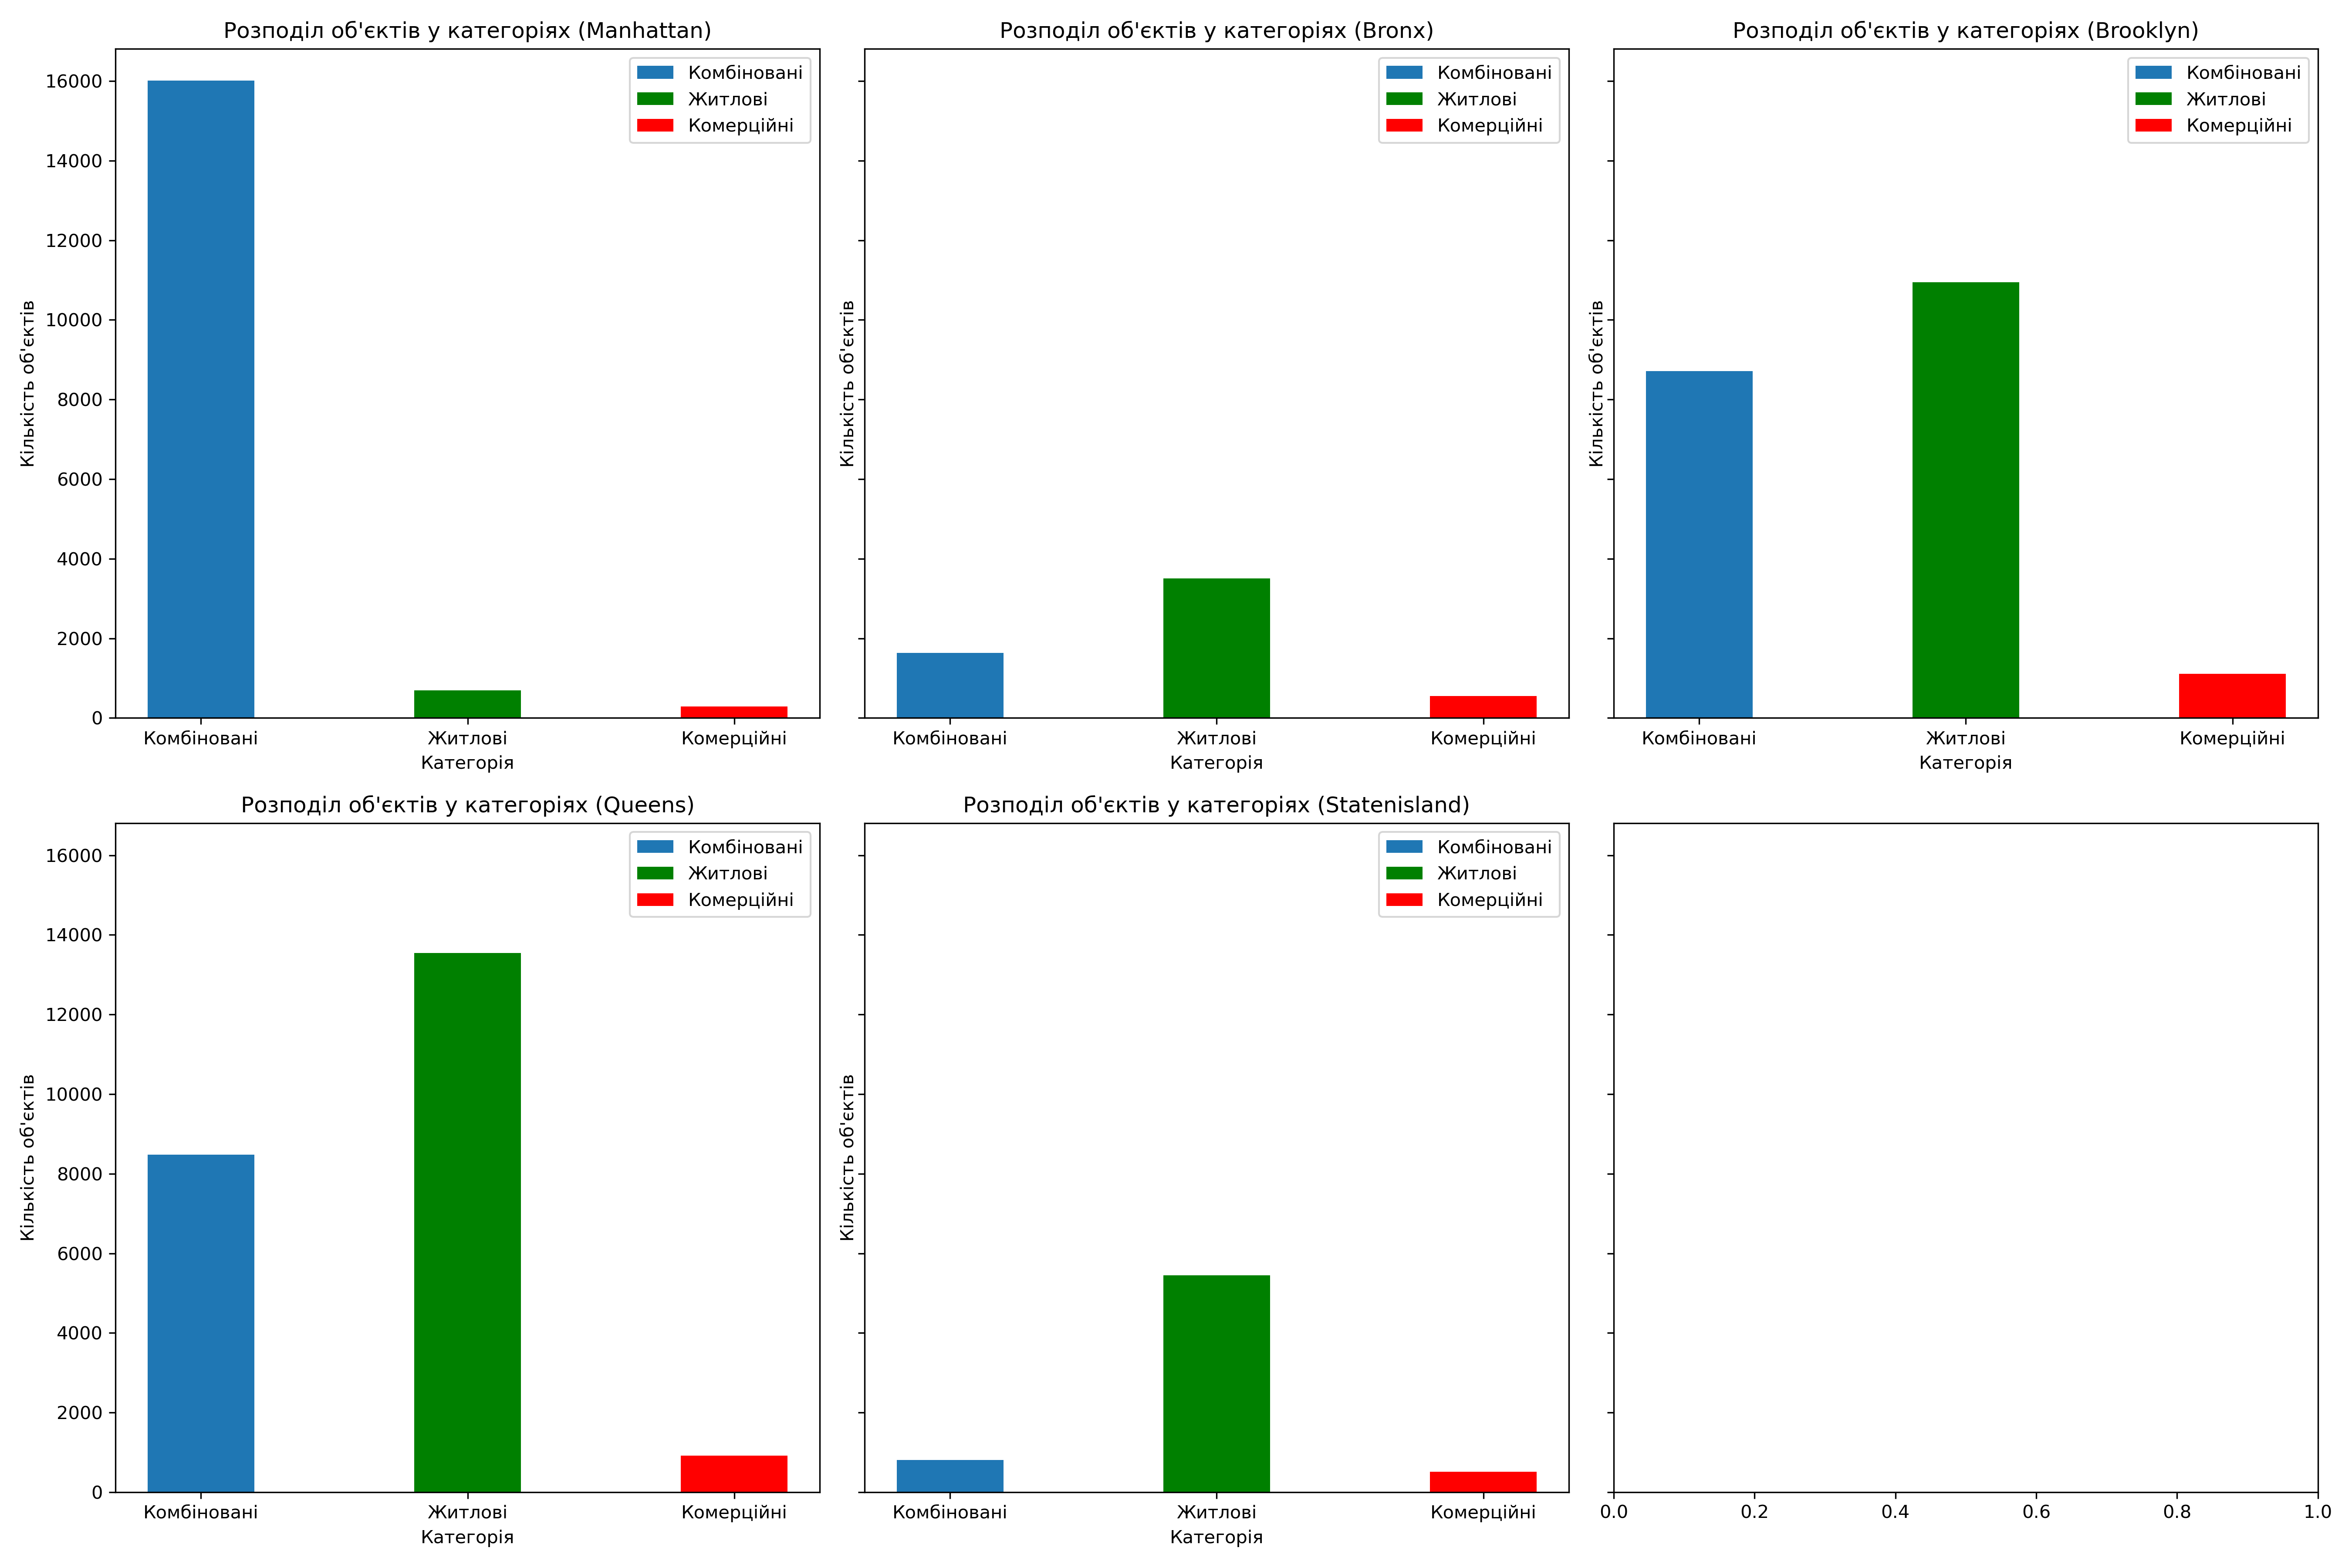 Розподіл об'єктів у категоріях (Manhattan)
Кількість об'єктів
16000
14000
12000
10000
8000
6000
4000
2000
0
Комбіновані
Житлові
Комерційні
Комбіновані Житлові Комерційні
Категорія
Розподіл об'єктів у категоріях (Bronx)
Кількість об'єктів
Комбіновані
Житлові
Комерційні
Комбіновані Житлові Комерційні
Категорія
Розподіл об'єктів у категоріях (Brooklyn)
Кількість об'єктів
Комбіновані
Житлові
Комерційні
Комбіновані Житлові Комерційні
Категорія
Розподіл об'єктів у категоріях (Queens)
Кількість об'єктів
16000
14000
12000
10000
8000
6000
4000
2000
0
Комбіновані
Житлові
Комерційні
Комбіновані Житлові Комерційні
Категорія
Розподіл об'єктів у категоріях (Statenisland)
Кількість об'єктів
Комбіновані
Житлові
Комерційні
Комбіновані Житлові Комерційні
Категорія
0.0 0.2 0.4 0.6 0.8 1.0